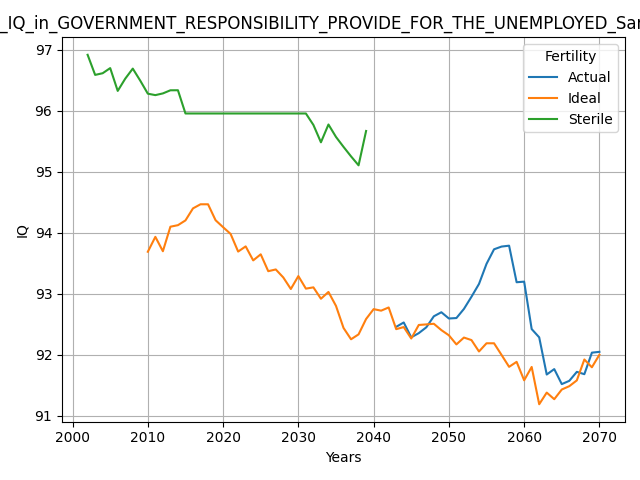 _IQ_in_GOVERNMENT_RESPONSIBILITY_PROVIDE_FOR_THE_UNEMPLOYED_Sa
Fertility
Actual
Ideal
Sterile
97
96
95
94
93
92
91
IQ
2000 2010 2020 2030 2040 2050 2060 2070
Years